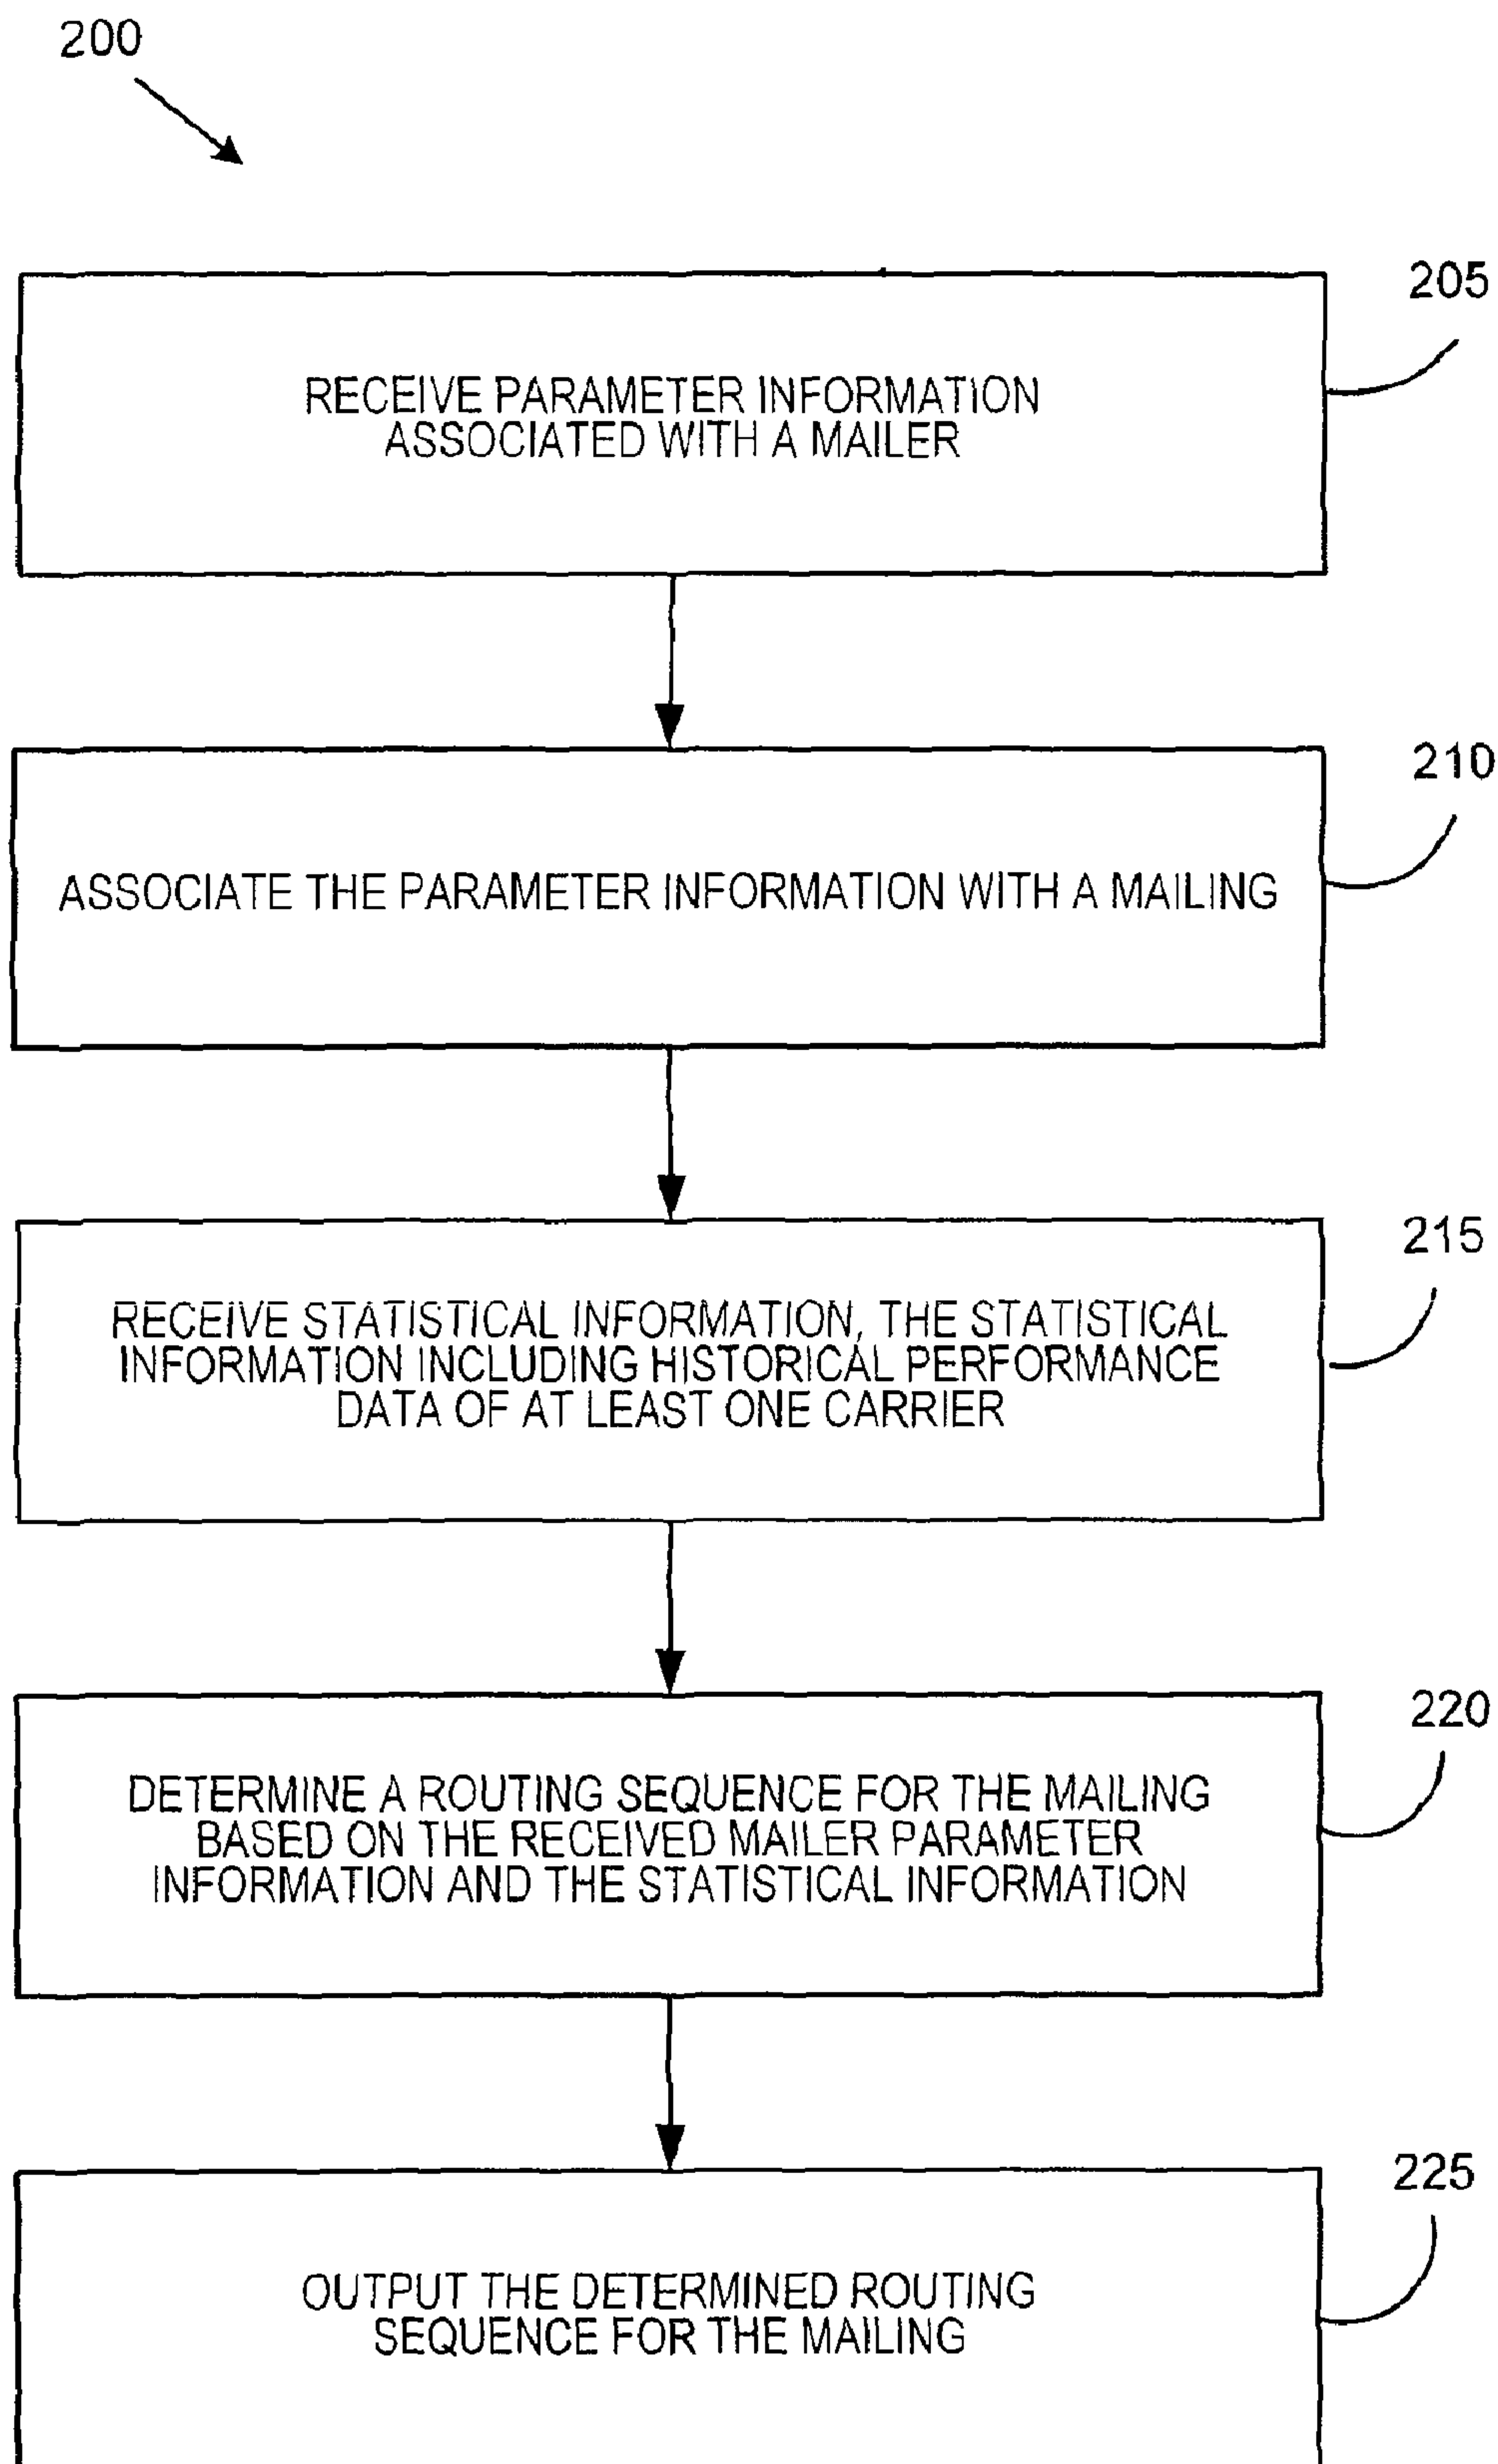 200
205
RECEIVE PARAMETER INFORMATION
ASSOCIATED WITH A MAILER
210
ASSOCIATE THE PARAMETER INFORMATION WITH A MAILING
215
RECEIVE STATISTICAL INFORMATION, THE STATISTICAL
INFORMATION INCLUDING HISTORICAL PERFORMANCE
DATA OF AT LEAST ONE CARRIER
220
DETERMINE A ROUTING SEQUENCE FOR THE MAILING
BASED ON THE RECEIVED MAILER PARAMETER
INFORMATION AND THE STATISTICAL INFORMATION
225
OUTPUT THE DETERMINED ROUTING
SEQUENCE FOR THE MAILING